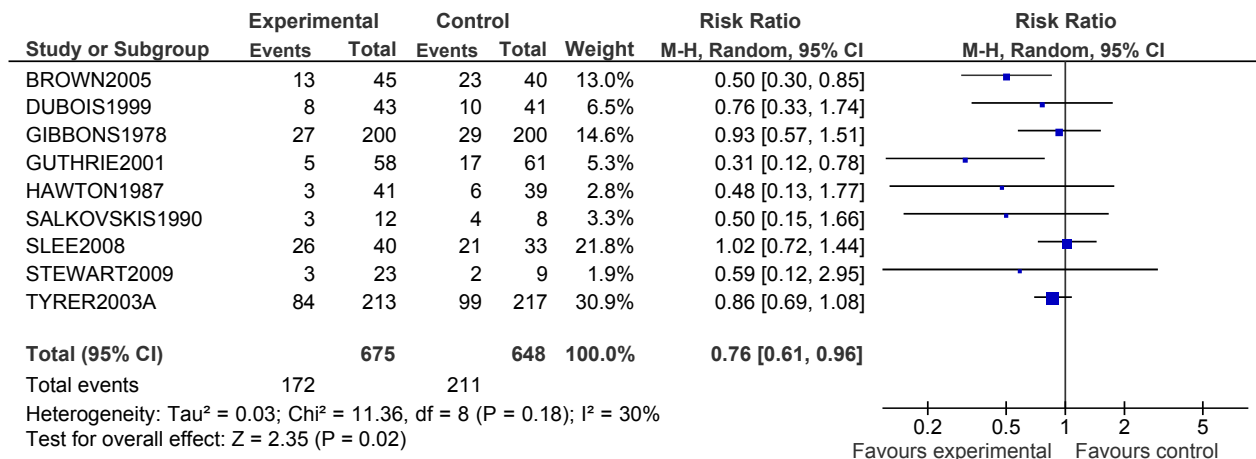 Experimental Control Risk Ratio Risk Ratio
Study or Subgroup Events Total Events Total Weight M-H, Random, 95% CI M-H, Random, 95% CI
BROWN2005 13 45 23 40 13.0% 0.50 [0.30, 0.85]
DUBOIS1999 8 43 10 41 6.5% 0.76 [0.33, 1.74]
GIBBONS1978 27 200 29 200 14.6% 0.93 [0.57, 1.51]
GUTHRIE2001 5 58 17 61 5.3% 0.31 [0.12, 0.78]
HAWTON1987 3 41 6 39 2.8% 0.48 [0.13, 1.77]
SALKOVSKIS1990 3 12 4 8 3.3% 0.50 [0.15, 1.66]
SLEE2008 26 40 21 33 21.8% 1.02 [0.72, 1.44]
STEWART2009 3 23 2 9 1.9% 0.59 [0.12, 2.95]
TYRER2003A 84 213 99 217 30.9% 0.86 [0.69, 1.08]
Total (95% CI) 675 648 100.0% 0.76 [0.61, 0.96]
Total events 172 211
Heterogeneity: Tau² = 0.03; Chi² = 11.36, df = 8 (P = 0.18); I² = 30%
Test for overall effect: Z = 2.35 (P = 0.02)
0.2 0.5 1 2 5
Favours experimental Favours control